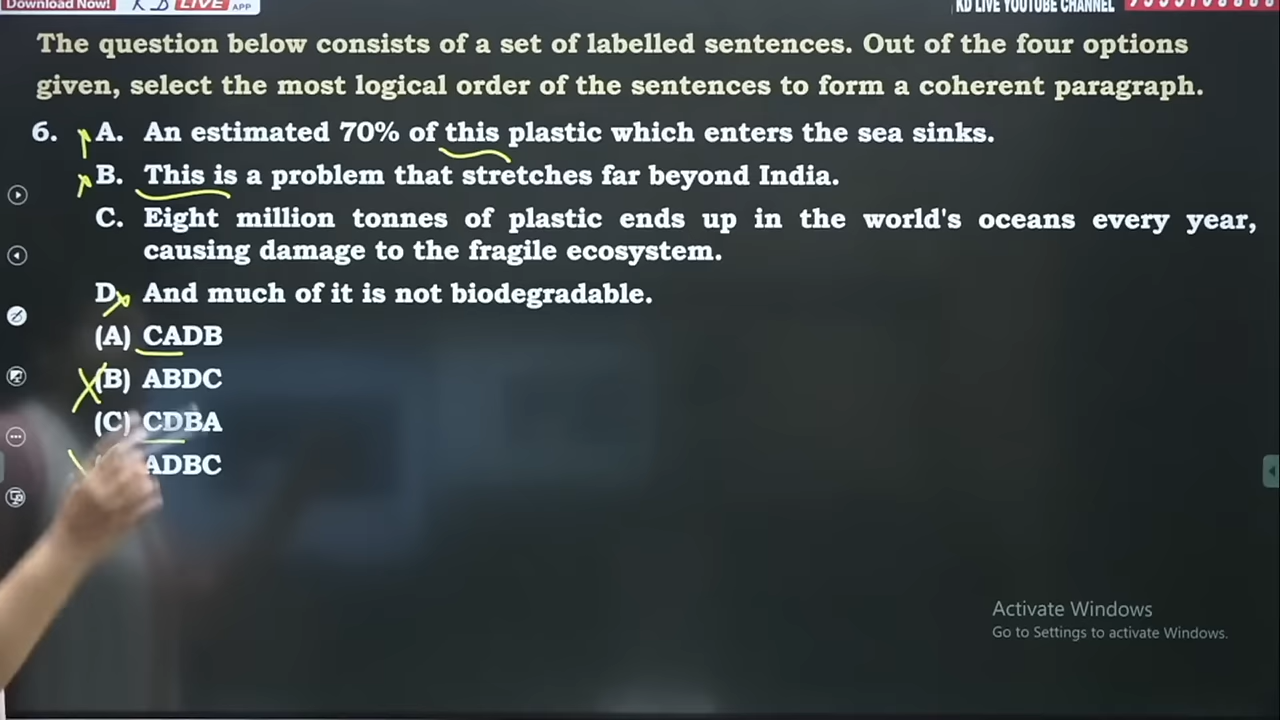 Download Now! KD LIVE APP
KD LIVE YOUTUBE CHANNEL
The question below consists of a set of labelled sentences. Out of the four options
given, select the most logical order of the sentences to form a coherent paragraph.
6. A. An estimated 70% of this plastic which enters the sea sinks.
B. This is a problem that stretches far beyond India.
C. Eight million tonnes of plastic ends up in the world's oceans every year,
causing damage to the fragile ecosystem.
D. And much of it is not biodegradable.
(A) CADB
(B) ABDC
(C) CDBA
ADBC
Activate Windows
Go to Settings to activate Windows.